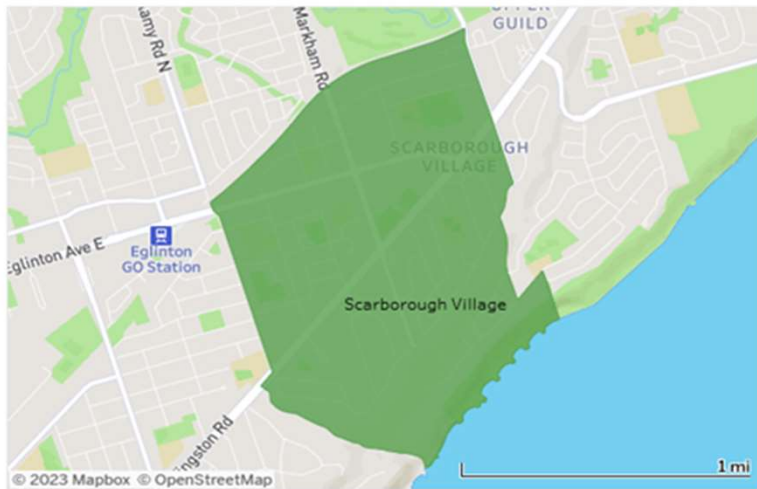 GUILD
Markham Rd
SCARBOROUGH
VILLAGE
Eglinton Ave E
Eglinton
GO Station
Scarborough Village
1 mi
© 2023 Mapbox © OpenStreetMap